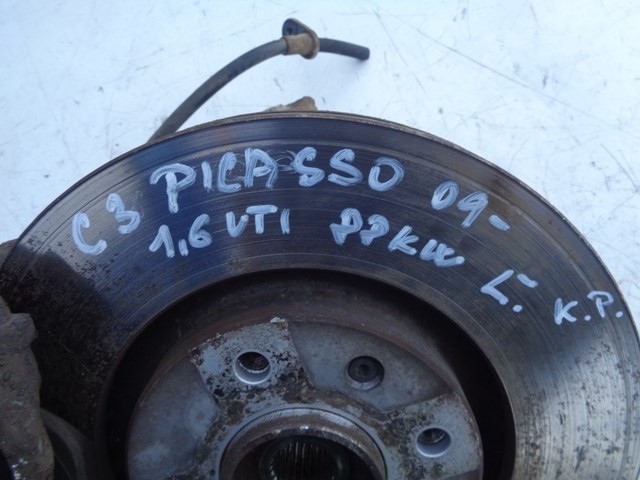 C3 PICASSO 09-
1,6 VTI 88KW Ľ. K.P.